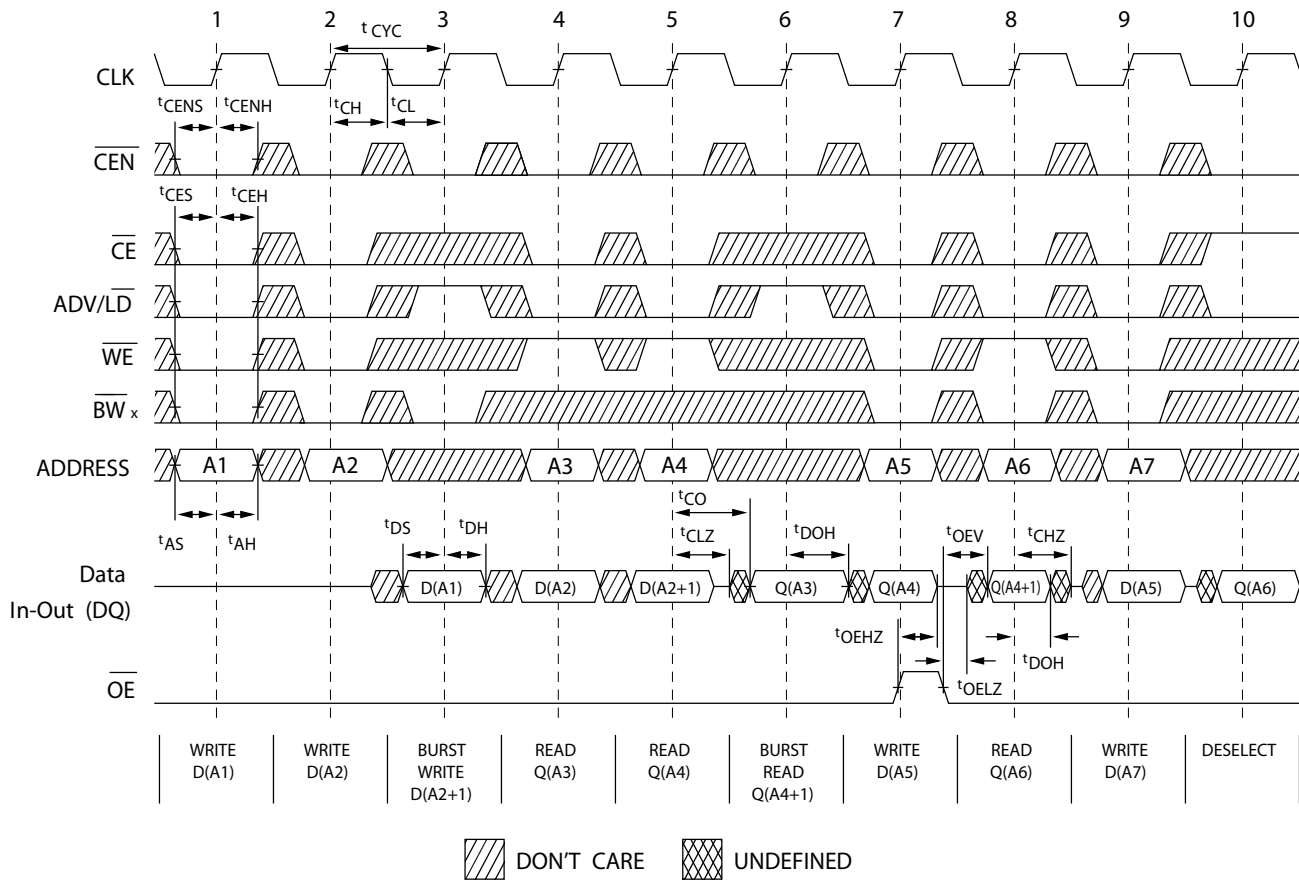 1 2 3 4 5 6 7 8 9 10
t CYC
CLK
tCENS tCENH tCH tCL
CEN
tCES tCEH
CE
ADV/LD
WE
BW x
ADDRESS A1 A2 A3 A4 A5 A6 A7
tCO
tAS tAH tDS tDH tCLZ tDOH tOEV tCHZ
Data
In-Out (DQ)
D(A1) D(A2) D(A2+1) Q(A3) Q(A4) Q(A4+1) D(A5) Q(A6)
tOEHZ tDOH
tOELZ
OE
WRITE
D(A1)
WRITE
D(A2)
BURST
WRITE
D(A2+1)
READ
Q(A3)
READ
Q(A4)
BURST
READ
Q(A4+1)
WRITE
D(A5)
READ
Q(A6)
WRITE
D(A7)
DESELECT
DON'T CARE
UNDEFINED